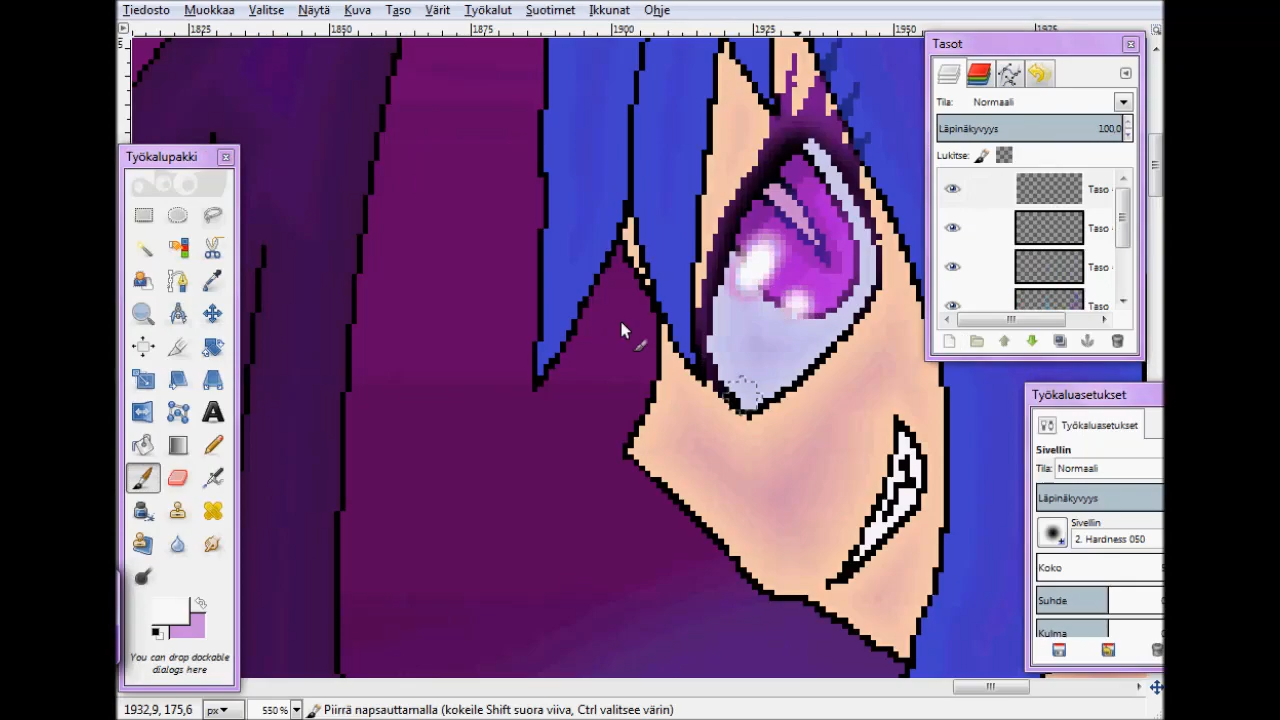 Tiedosto Muokkaa Valitse Näytä Kuva Taso Värit Työkalut Suotimet Ikkunat Ohje
1825 1850 1875 1900 1925 1950 1975
Tasot
Tila: Normaali
Läpinäkyvyys 100,0
Lukitse:
Taso
Taso
Taso
Taso
Työkalupakki
You can drop dockable
dialogs here
Työkaluasetukset
Työkaluasetukset
Sivellin
Tila: Normaali
Läpinäkyvyys
Sivellin
2. Hardness 050
Koko
Suhde
Kulma
1932,9, 175,6 px 550 % Piirrä napsauttamalla (kokeile Shift suora viiva, Ctrl valitsee värin)